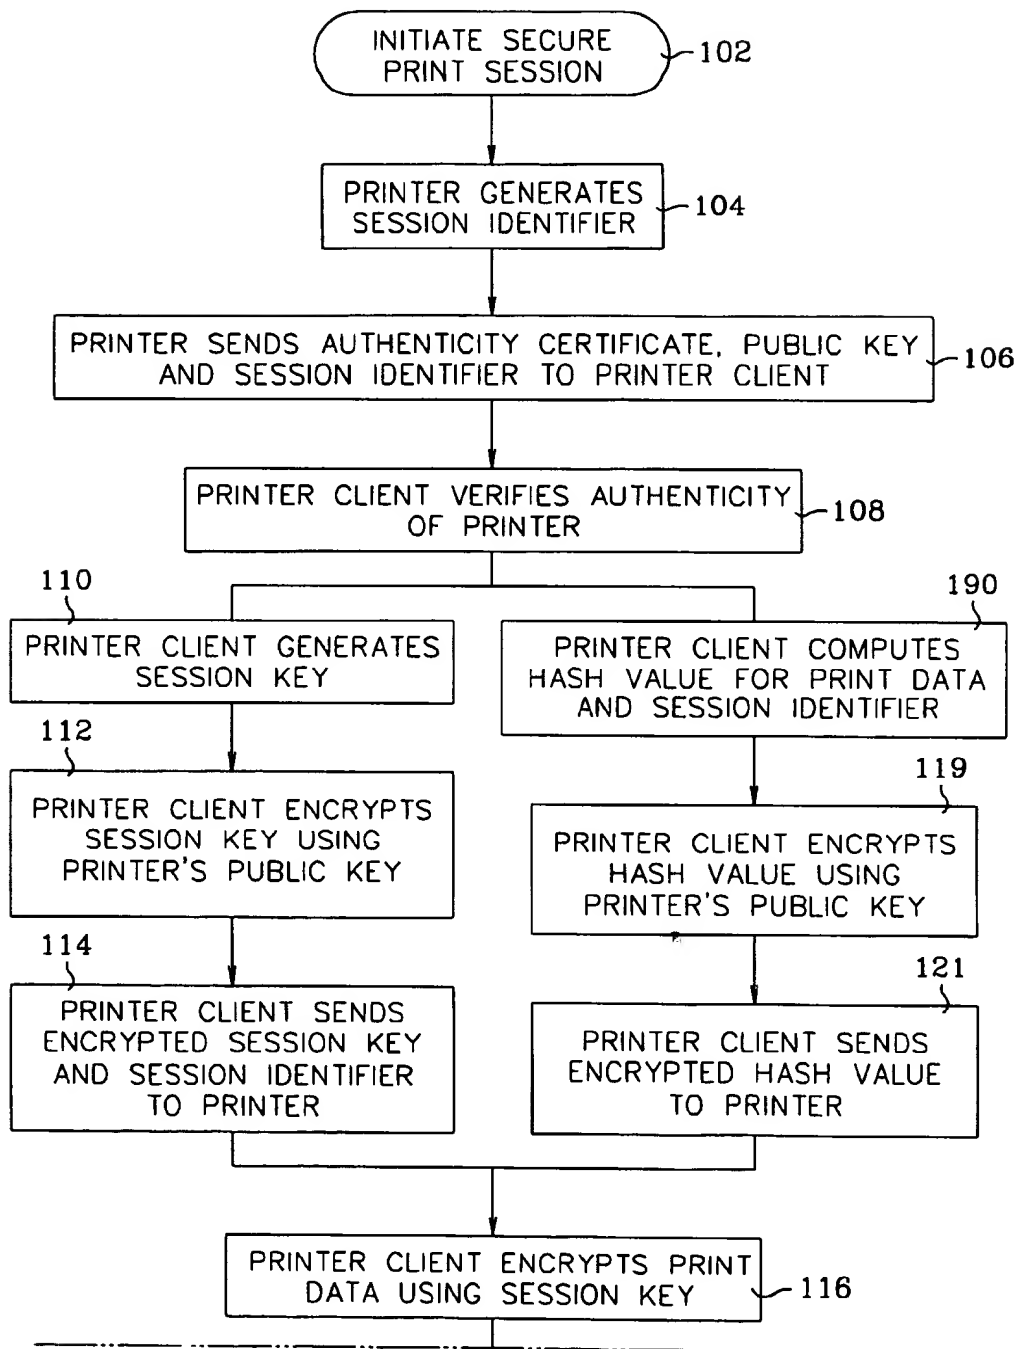 INITIATE SECURE
PRINT SESSION
102
PRINTER GENERATES
SESSION IDENTIFIER
104
PRINTER SENDS AUTHENTICITY CERTIFICATE, PUBLIC KEY
AND SESSION IDENTIFIER TO PRINTER CLIENT
106
PRINTER CLIENT VERIFIES AUTHENTICITY
OF PRINTER
108
110
PRINTER CLIENT GENERATES
SESSION KEY
112
PRINTER CLIENT ENCRYPTS
SESSION KEY USING
PRINTER'S PUBLIC KEY
114
PRINTER CLIENT SENDS
ENCRYPTED SESSION KEY
AND SESSION IDENTIFIER
TO PRINTER
190
PRINTER CLIENT COMPUTES
HASH VALUE FOR PRINT DATA
AND SESSION IDENTIFIER
119
PRINTER CLIENT ENCRYPTS
HASH VALUE USING
PRINTER'S PUBLIC KEY
121
PRINTER CLIENT SENDS
ENCRYPTED HASH VALUE
TO PRINTER
PRINTER CLIENT ENCRYPTS PRINT
DATA USING SESSION KEY
116